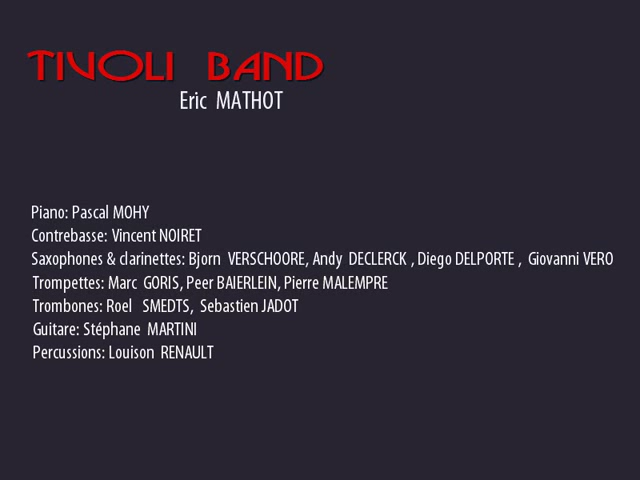 TIVOLI BAND
Eric MATHOT
Piano: Pascal MOHY
Contrebasse: Vincent NOIRET
Saxophones & clarinettes: Bjorn VERSCHOORE, Andy DECLERCK , Diego DELPORTE , Giovanni VERO
Trompettes: Marc GORIS, Peer BAIERLEIN, Pierre MALEMPRE
Trombones: Roel SMEDTS, Sebastien JADOT
Guitare: Stéphane MARTINI
Percussions: Louison RENAULT